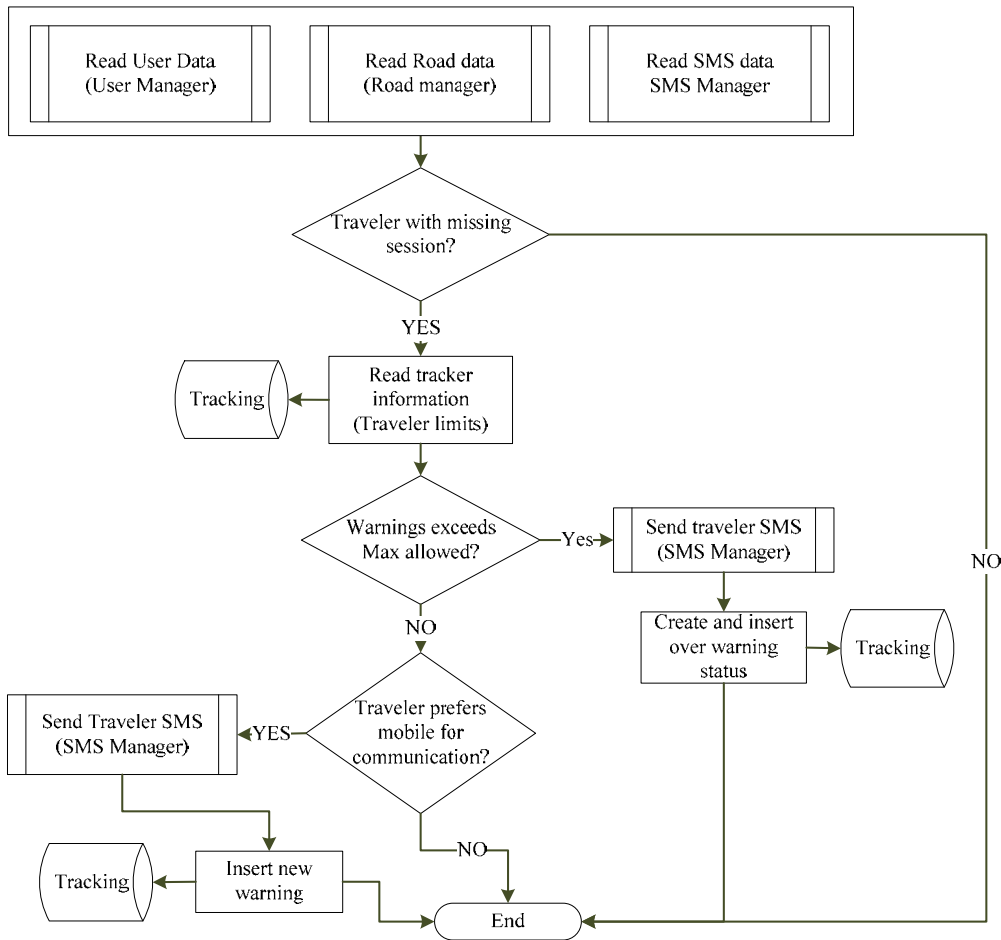 Read User Data
(User Manager)
Read Road data
(Road manager)
Read SMS data
SMS Manager
Traveler with missing
session?
YES
NO
Read tracker
information
(Traveler limits)
Tracking
Warnings exceeds
Max allowed?
Yes
Send traveler SMS
(SMS Manager)
NO
Create and insert
over warning
status
Tracking
Traveler prefers
mobile for
communication?
YES
Send Traveler SMS
(SMS Manager)
NO
Insert new
warning
Tracking
End